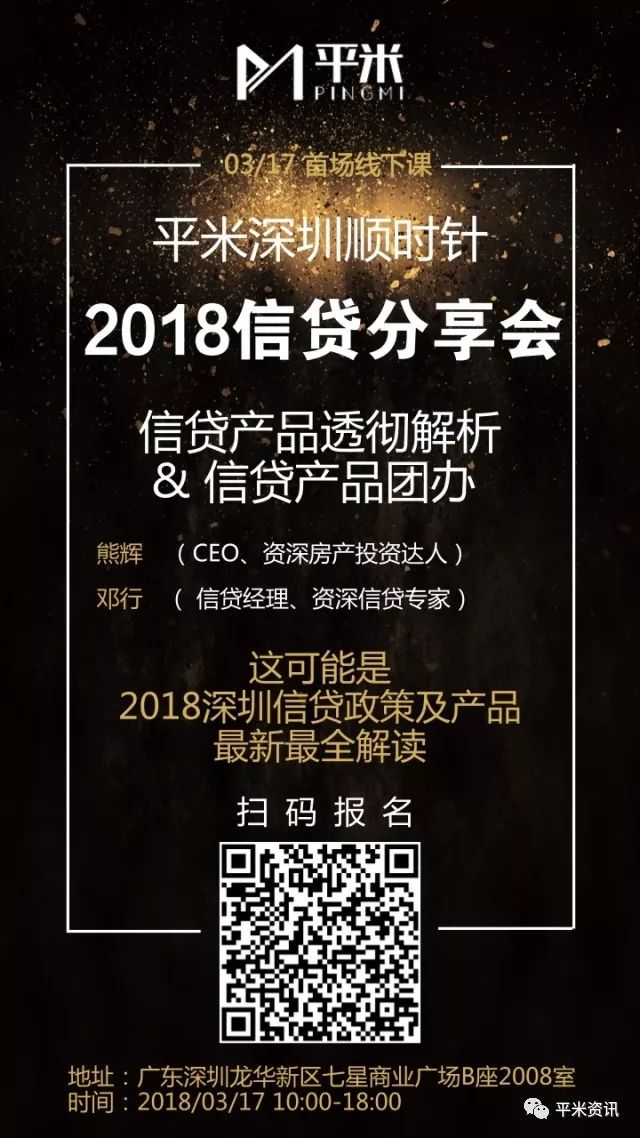 平米
PINGMI
03/17 首场线下课
平米深圳顺时针
2018信贷分享会
信贷产品透彻解析
& 信贷产品团办
熊辉 （CEO、资深房产投资达人）
邓行 （ 信贷经理、资深信贷专家）
这可能是
2018深圳信贷政策及产品
最新最全解读
扫码报名
地址：广东深圳龙华新区七星商业广场B座2008室
时间：2018/03/17 10:00-18:00
平米资讯